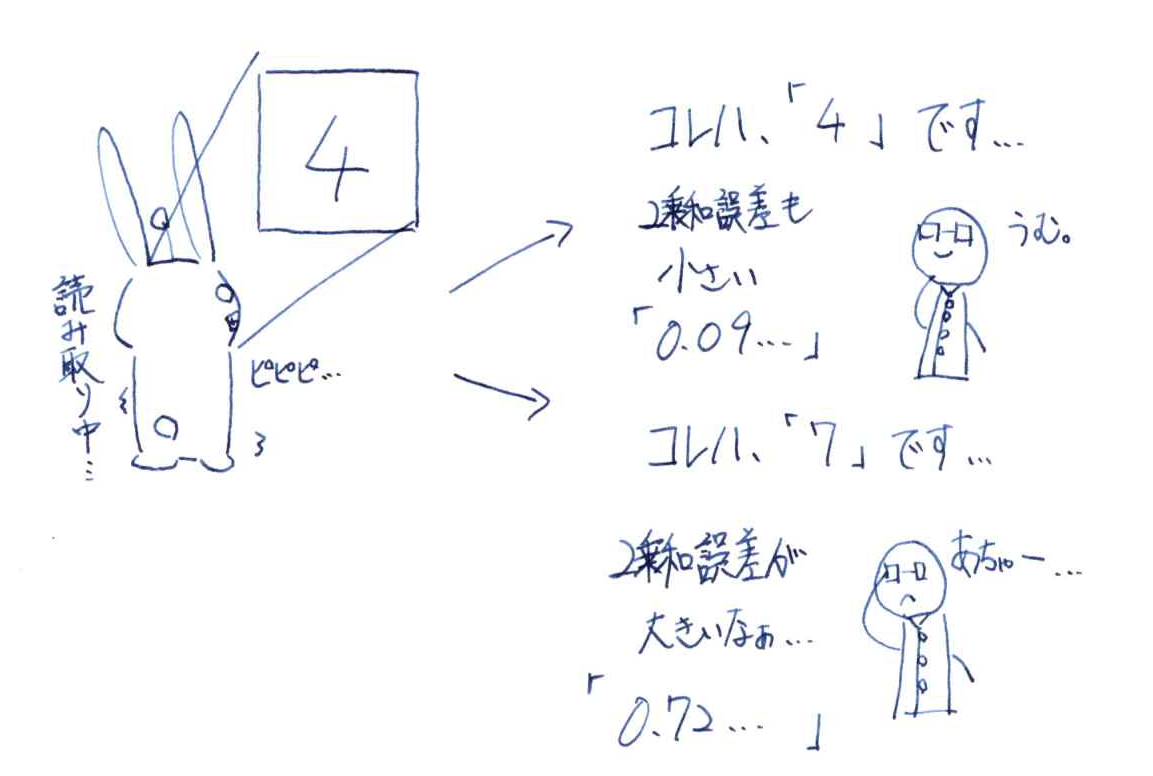 4
読み取り中…
ピピピ…
コレハ、「4」です…
2乗和誤差も
小さい
「0.09…」
うむ。
コレハ、「7」です…
2乗和誤差が
大きいなぁ…
「0.72…」
あちゃー…